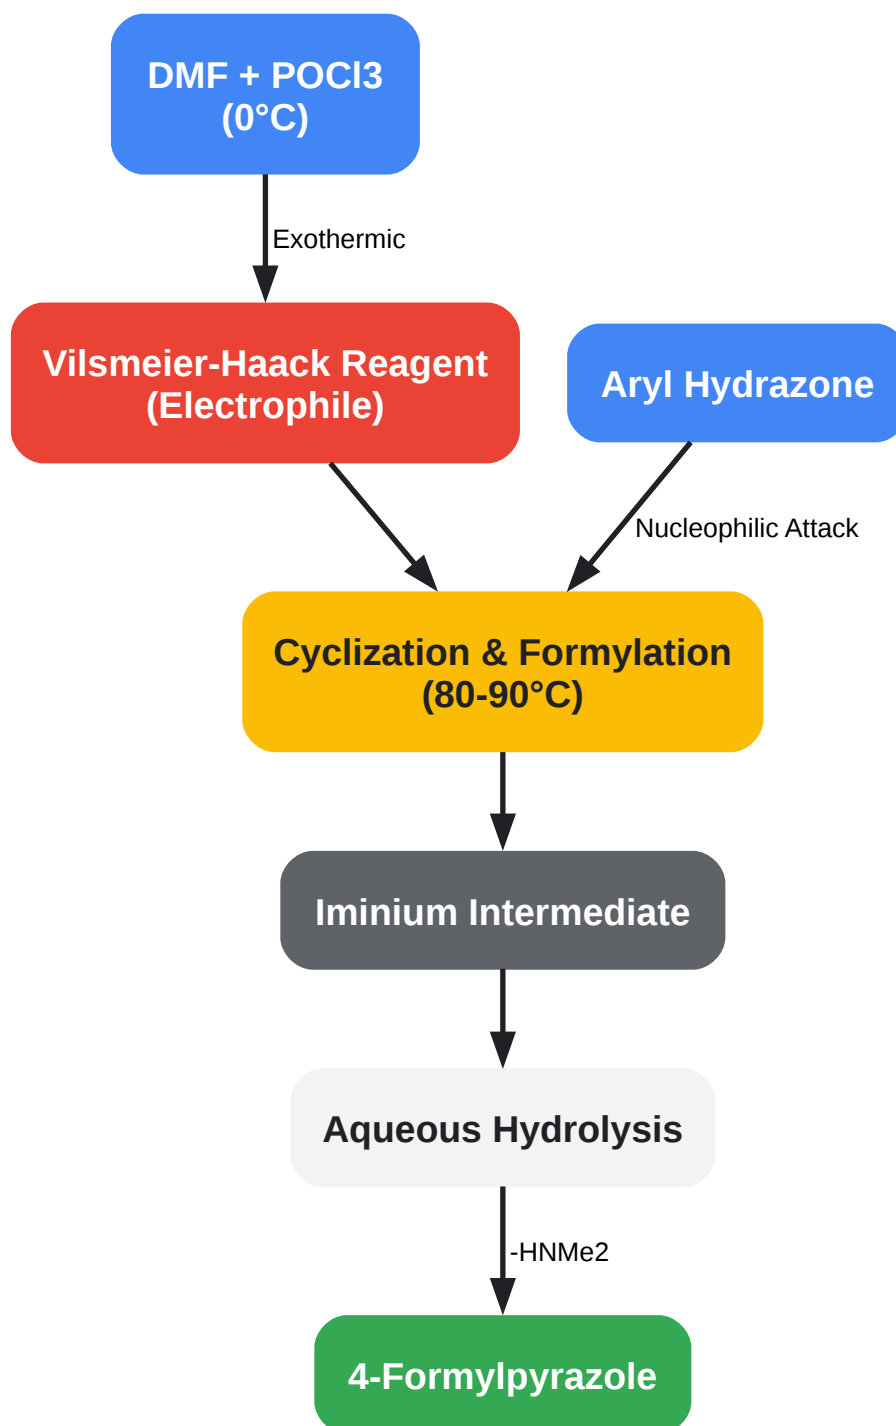 DMF + POCl3
(0°C)
Exothermic
Vilsmeier-Haack Reagent
(Electrophile)
Aryl Hydrazone
Nucleophilic Attack
Cyclization & Formylation
(80-90°C)
Iminium Intermediate
Aqueous Hydrolysis
-HNMe2
4-Formylpyrazole